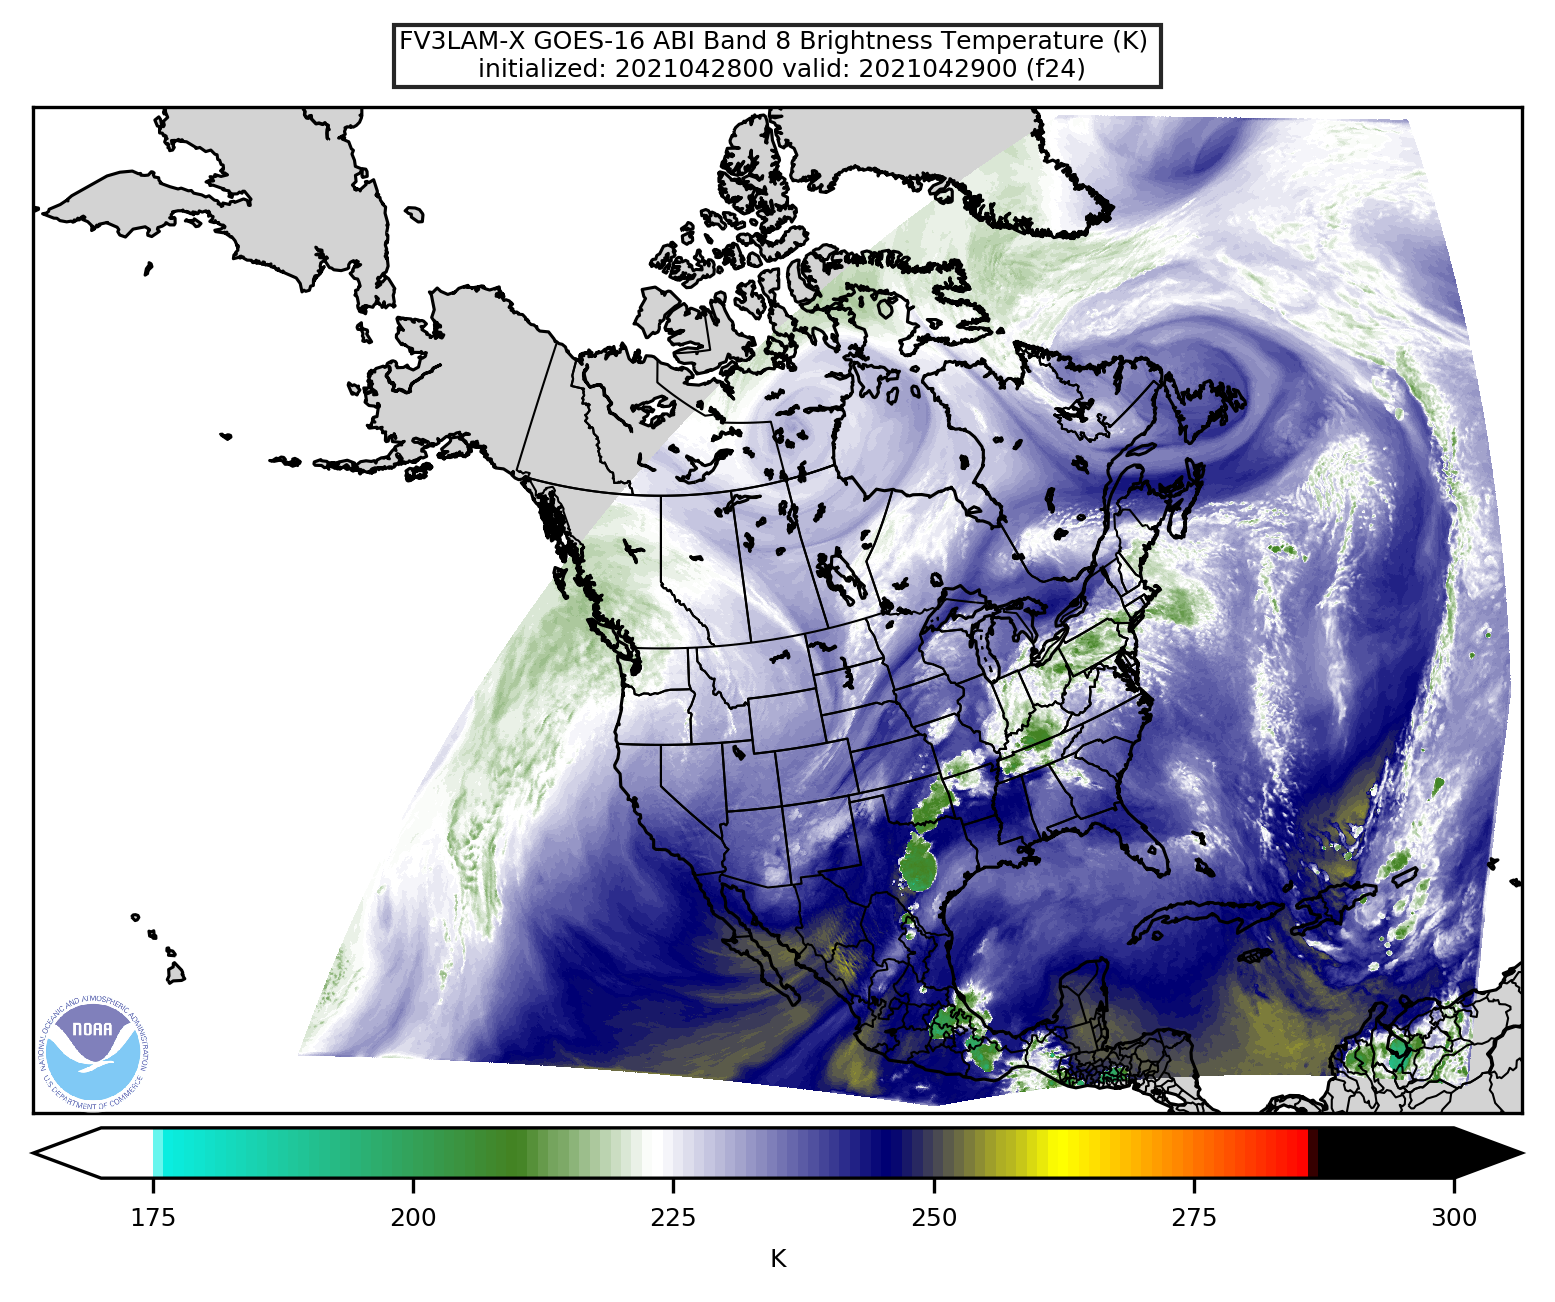 FV3LAM-X GOES-16 ABI Band 8 Brightness Temperature (K)
initialized: 2021042800 valid: 2021042900 (f24)
NATIONAL OCEANIC AND ATMOSPHERIC ADMINISTRATION
NOAA
U.S. DEPARTMENT OF COMMERCE
175 200 225 250 275 300
K